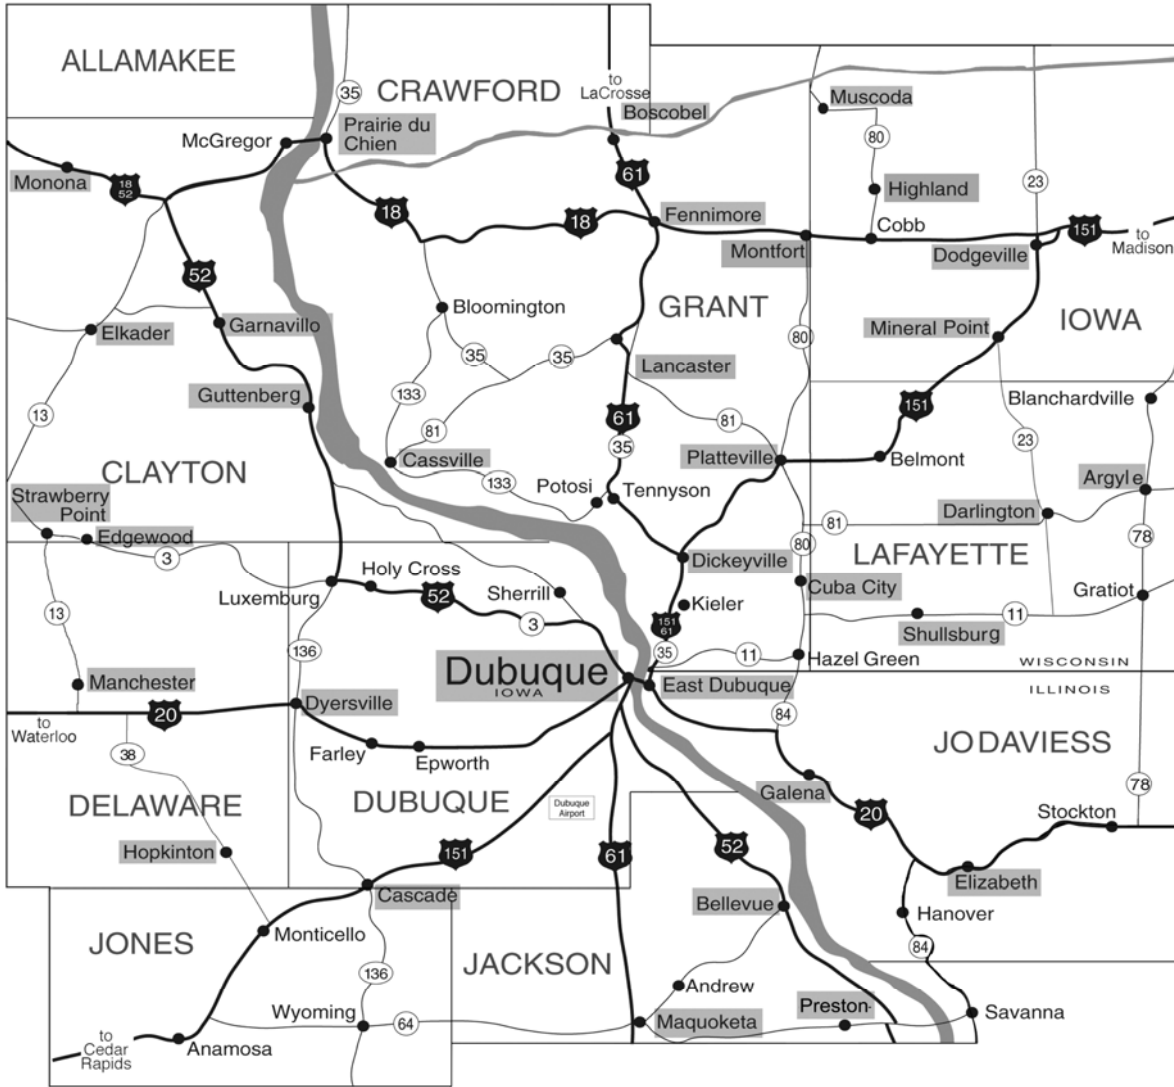 ALLAMAKEE
CRAWFORD
35
to
LaCrosse
Boscobel
Muscoda
McGregor
Prairie du
Chien
80
Monona
18
52
61
Highland
23
18
18
Fennimore
Cobb
151
to
Madison
Montfort
Dodgeville
52
Bloomington
GRANT
IOWA
Elkader
Garnavillo
Mineral Point
80
35
35
Lancaster
Guttenberg
133
Blanchardville
13
61
81
151
81
35
23
CLAYTON
Cassville
Platteville
Belmont
133
Argyle
Strawberry
Point
Potosi
Tennyson
Darlington
81
78
Edgewood
3
80
LAFAYETTE
Dickeyville
Holy Cross
Luxemburg
52
Sherrill
Cuba City
Gratiot
13
3
Kieler
151
61
11
Shullsburg
136
35
11
Hazel Green
WISCONSIN
Dubuque
IOWA
East Dubuque
ILLINOIS
Manchester
Dyersville
20
84
to
Waterloo
38
Farley
Epworth
JO DAVIESS
Galena
78
DELAWARE
DUBUQUE
Dubuque
Airport
20
Stockton
Hopkinton
151
61
52
Elizabeth
Cascade
Bellevue
Hanover
JONES
Monticello
84
JACKSON
136
Andrew
Wyoming
64
Maquoketa
Preston
Savanna
to
Cedar
Rapids
Anamosa